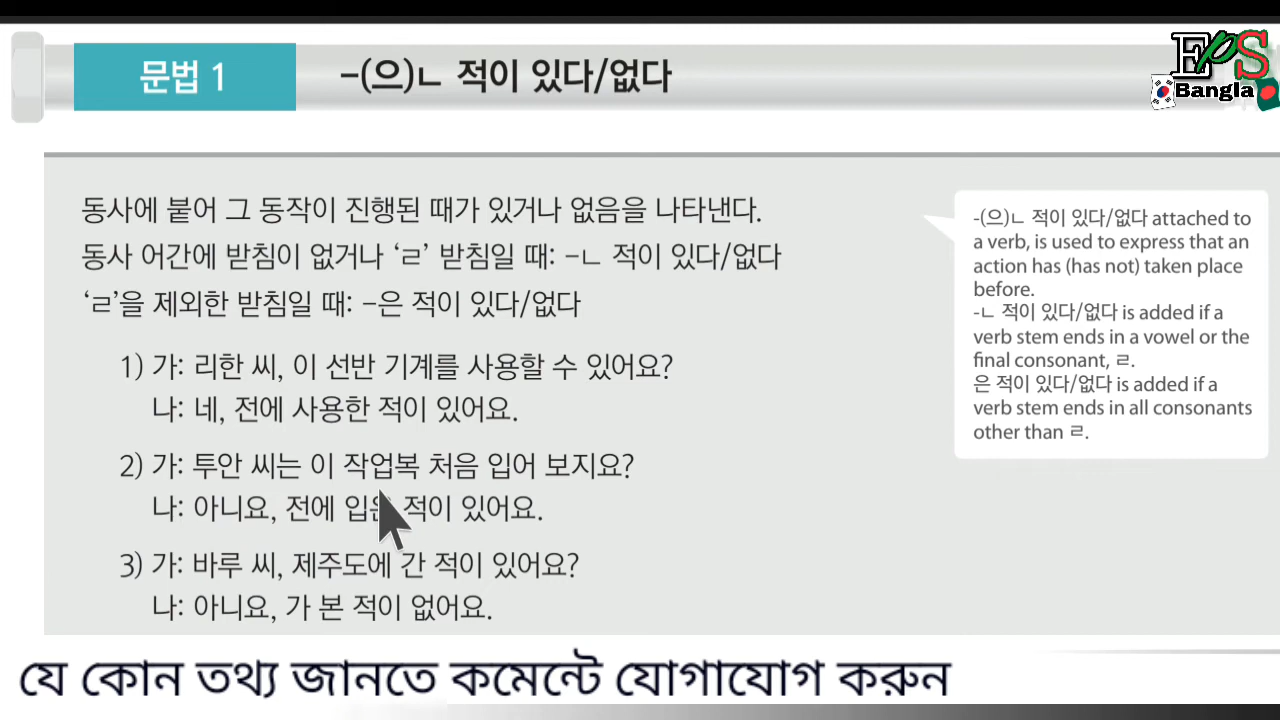 문법 1
-(으)ㄴ 적이 있다/없다
EPS
Bangla
동사에 붙어 그 동작이 진행된 때가 있거나 없음을 나타낸다.
동사 어간에 받침이 없거나 ‘ㄹ’ 받침일 때: -ㄴ 적이 있다/없다
‘ㄹ’을 제외한 받침일 때: -은 적이 있다/없다
1) 가: 리한 씨, 이 선반 기계를 사용할 수 있어요?
나: 네, 전에 사용한 적이 있어요.
2) 가: 투안 씨는 이 작업복 처음 입어 보지요?
나: 아니요, 전에 입은 적이 있어요.
3) 가: 바루 씨, 제주도에 간 적이 있어요?
나: 아니요, 가 본 적이 없어요.
-(으)ㄴ 적이 있다/없다 attached to
a verb, is used to express that an
action has (has not) taken place
before.
-ㄴ 적이 있다/없다 is added if a
verb stem ends in a vowel or the
final consonant, ㄹ.
은 적이 있다/없다 is added if a
verb stem ends in all consonants
other than ㄹ.
যে কোন তথ্য জানতে কমেন্টে যোগাযোগ করুন